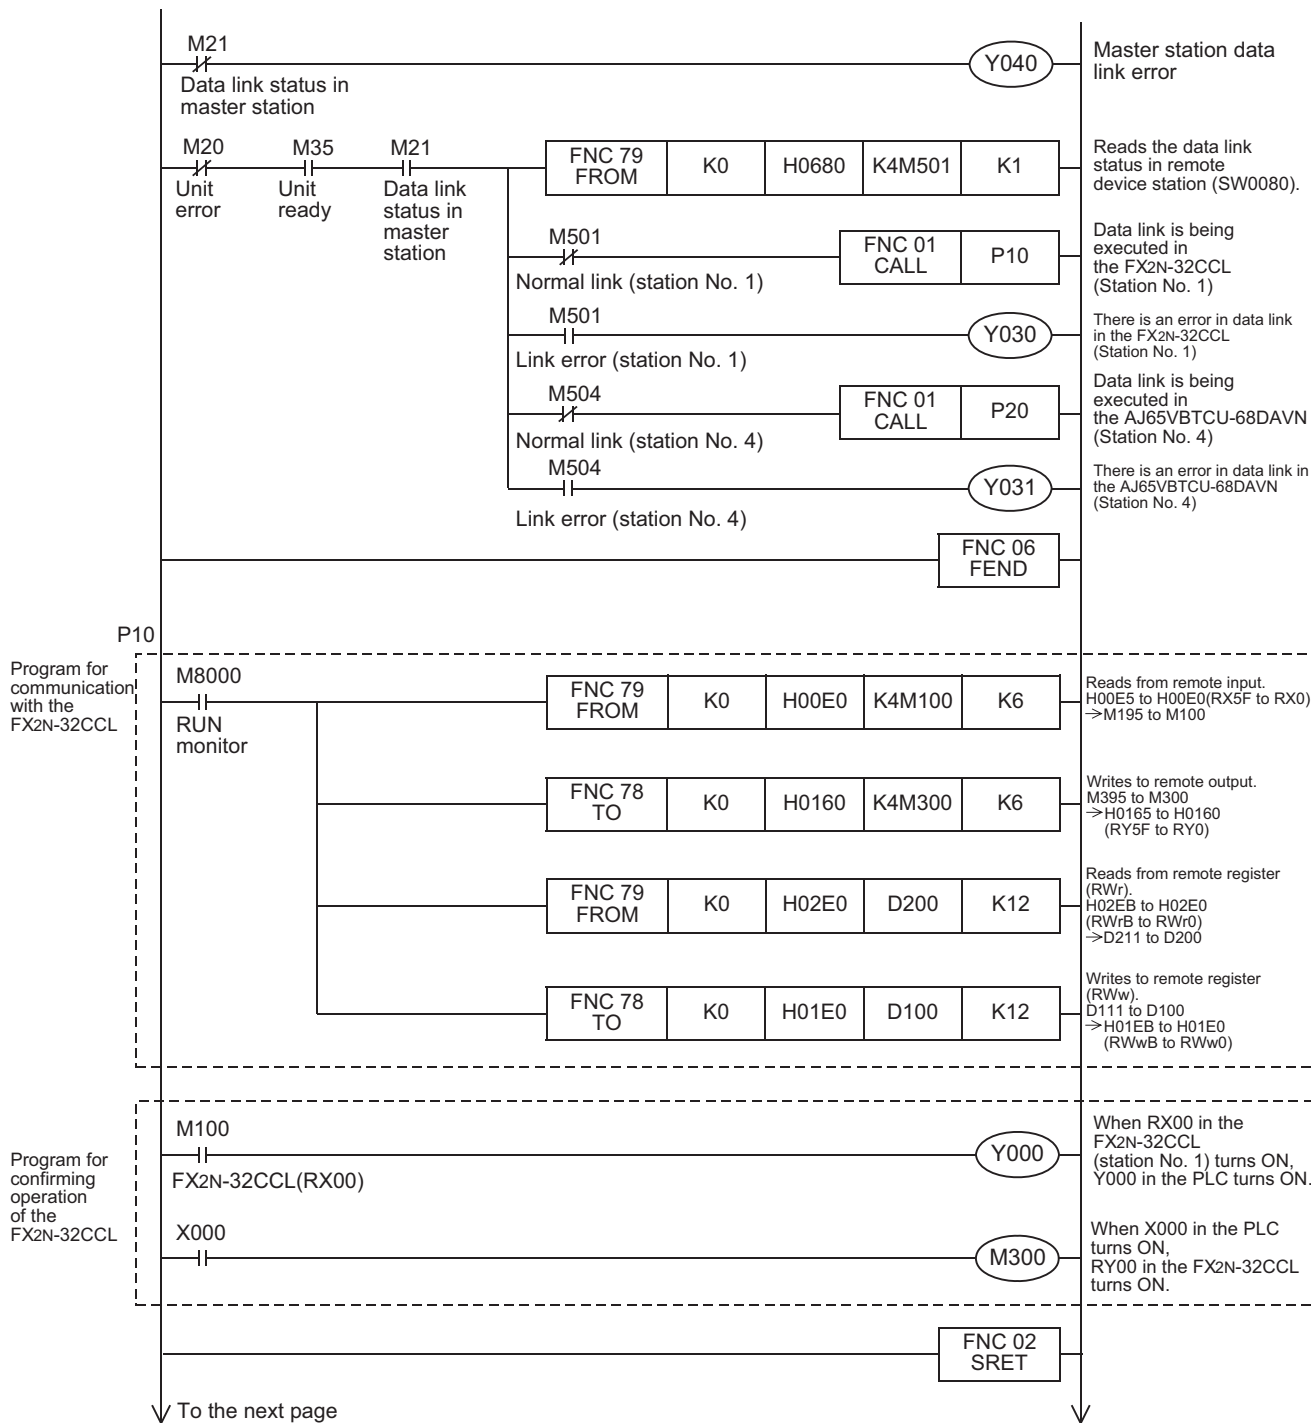 M21
Data link status in
master station
Y040
Master station data
link error
M20
Unit
error
M35
Unit
ready
M21
Data link
status in
master
station
FNC 79
FROM
K0
H0680
K4M501
K1
Reads the data link
status in remote
device station (SW0080).
M501
Normal link (station No. 1)
FNC 01
CALL
P10
Data link is being
executed in
the FX2N-32CCL
(Station No. 1)
M501
Link error (station No. 1)
Y030
There is an error in data link
in the FX2N-32CCL
(Station No. 1)
M504
Normal link (station No. 4)
FNC 01
CALL
P20
Data link is being
executed in
the AJ65VBTCU-68DAVN
(Station No. 4)
M504
Link error (station No. 4)
Y031
There is an error in data link in
the AJ65VBTCU-68DAVN
(Station No. 4)
FNC 06
FEND
P10
Program for
communication
with the
FX2N-32CCL
M8000
RUN
monitor
FNC 79
FROM
K0
H00E0
K4M100
K6
Reads from remote input.
H00E5 to H00E0(RX5F to RX0)
→M195 to M100
FNC 78
TO
K0
H0160
K4M300
K6
Writes to remote output.
M395 to M300
→H0165 to H0160
(RY5F to RY0)
FNC 79
FROM
K0
H02E0
D200
K12
Reads from remote register
(RWr).
H02EB to H02E0
(RWrB to RWr0)
→D211 to D200
FNC 78
TO
K0
H01E0
D100
K12
Writes to remote register
(RWw).
D111 to D100
→H01EB to H01E0
(RWwB to RWw0)
Program for
confirming
operation
of the
FX2N-32CCL
M100
FX2N-32CCL(RX00)
Y000
When RX00 in the
FX2N-32CCL
(station No. 1) turns ON,
Y000 in the PLC turns ON.
X000
M300
When X000 in the PLC
turns ON,
RY00 in the FX2N-32CCL
turns ON.
FNC 02
SRET
To the next page